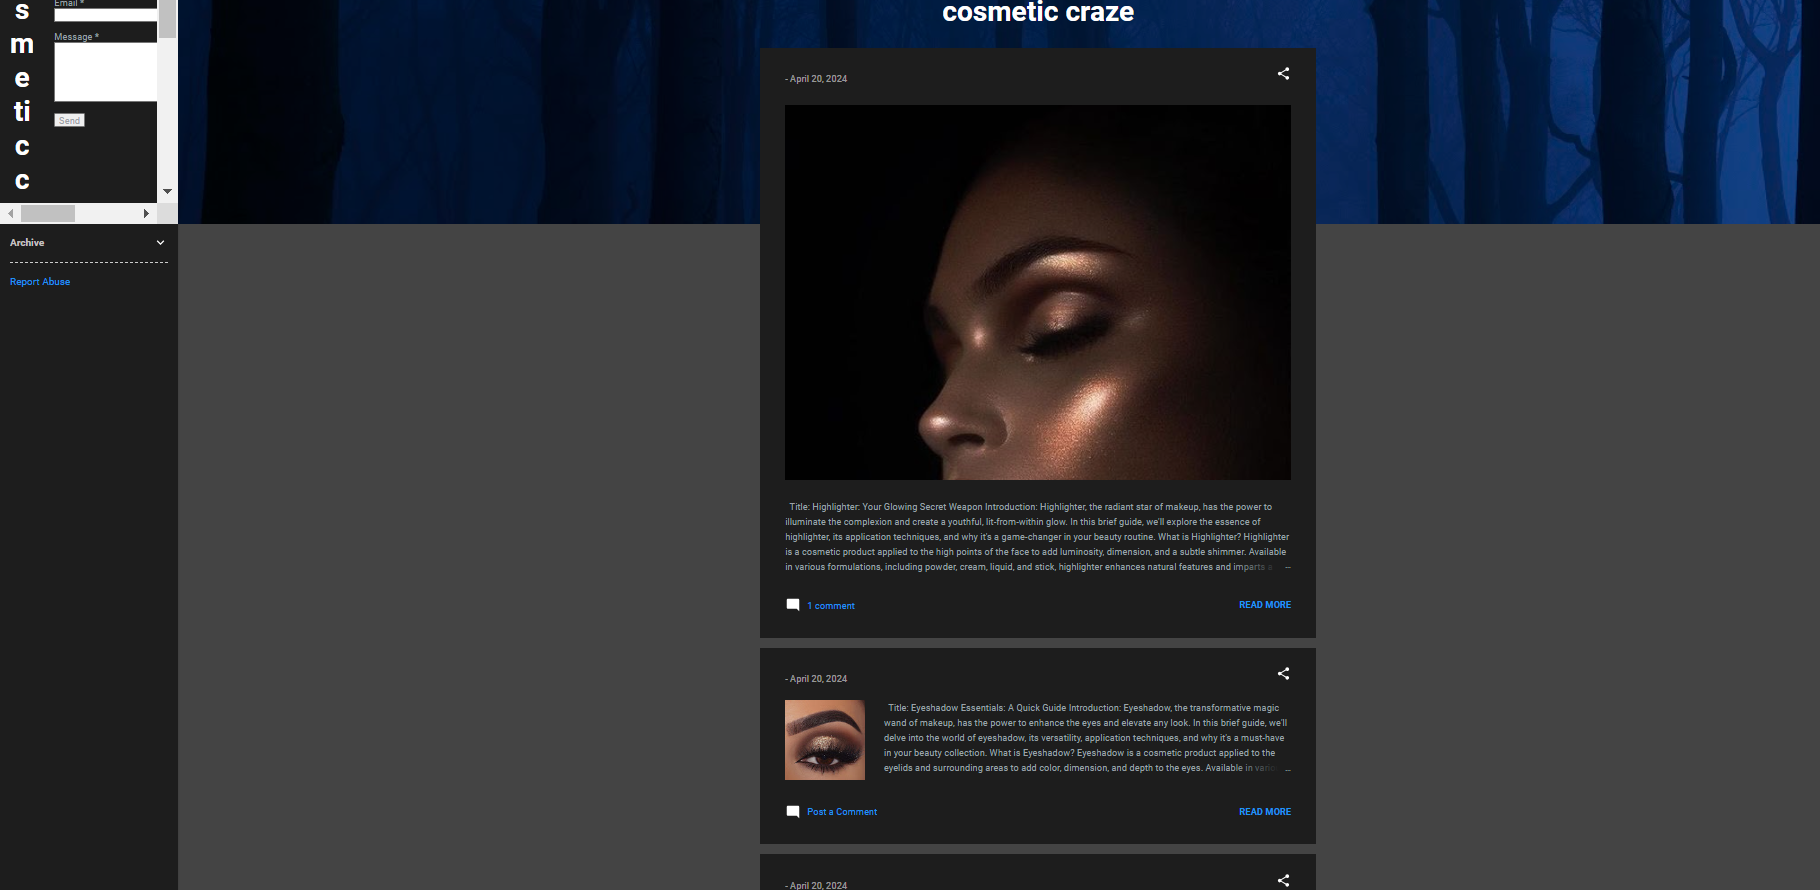 s
m
e
ti
c
c
Email *
Message *
Send
Archive
Report Abuse
cosmetic craze
- April 20, 2024
Title: Highlighter: Your Glowing Secret Weapon Introduction: Highlighter, the radiant star of makeup, has the power to
illuminate the complexion and create a youthful, lit-from-within glow. In this brief guide, we'll explore the essence of
highlighter, its application techniques, and why it's a game-changer in your beauty routine. What is Highlighter? Highlighter
is a cosmetic product applied to the high points of the face to add luminosity, dimension, and a subtle shimmer. Available
in various formulations, including powder, cream, liquid, and stick, highlighter enhances natural features and imparts a ...
1 comment
READ MORE
- April 20, 2024
Title: Eyeshadow Essentials: A Quick Guide Introduction: Eyeshadow, the transformative magic
wand of makeup, has the power to enhance the eyes and elevate any look. In this brief guide, we'll
delve into the world of eyeshadow, its versatility, application techniques, and why it's a must-have
in your beauty collection. What is Eyeshadow? Eyeshadow is a cosmetic product applied to the
eyelids and surrounding areas to add color, dimension, and depth to the eyes. Available in ...
Post a Comment
READ MORE
- April 20, 2024